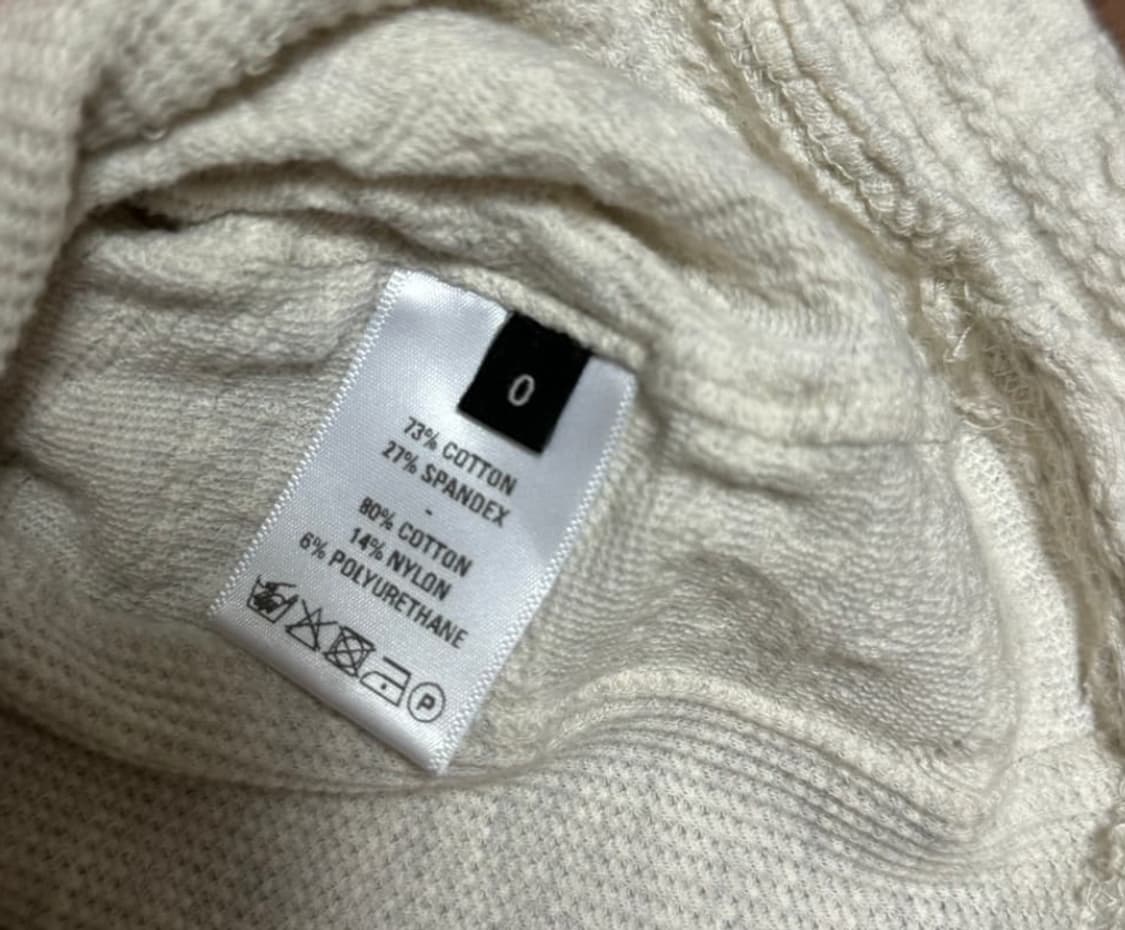 0
73% COTTON
27% SPANDEX
-
80% COTTON
14% NYLON
6% POLYURETHANE
P